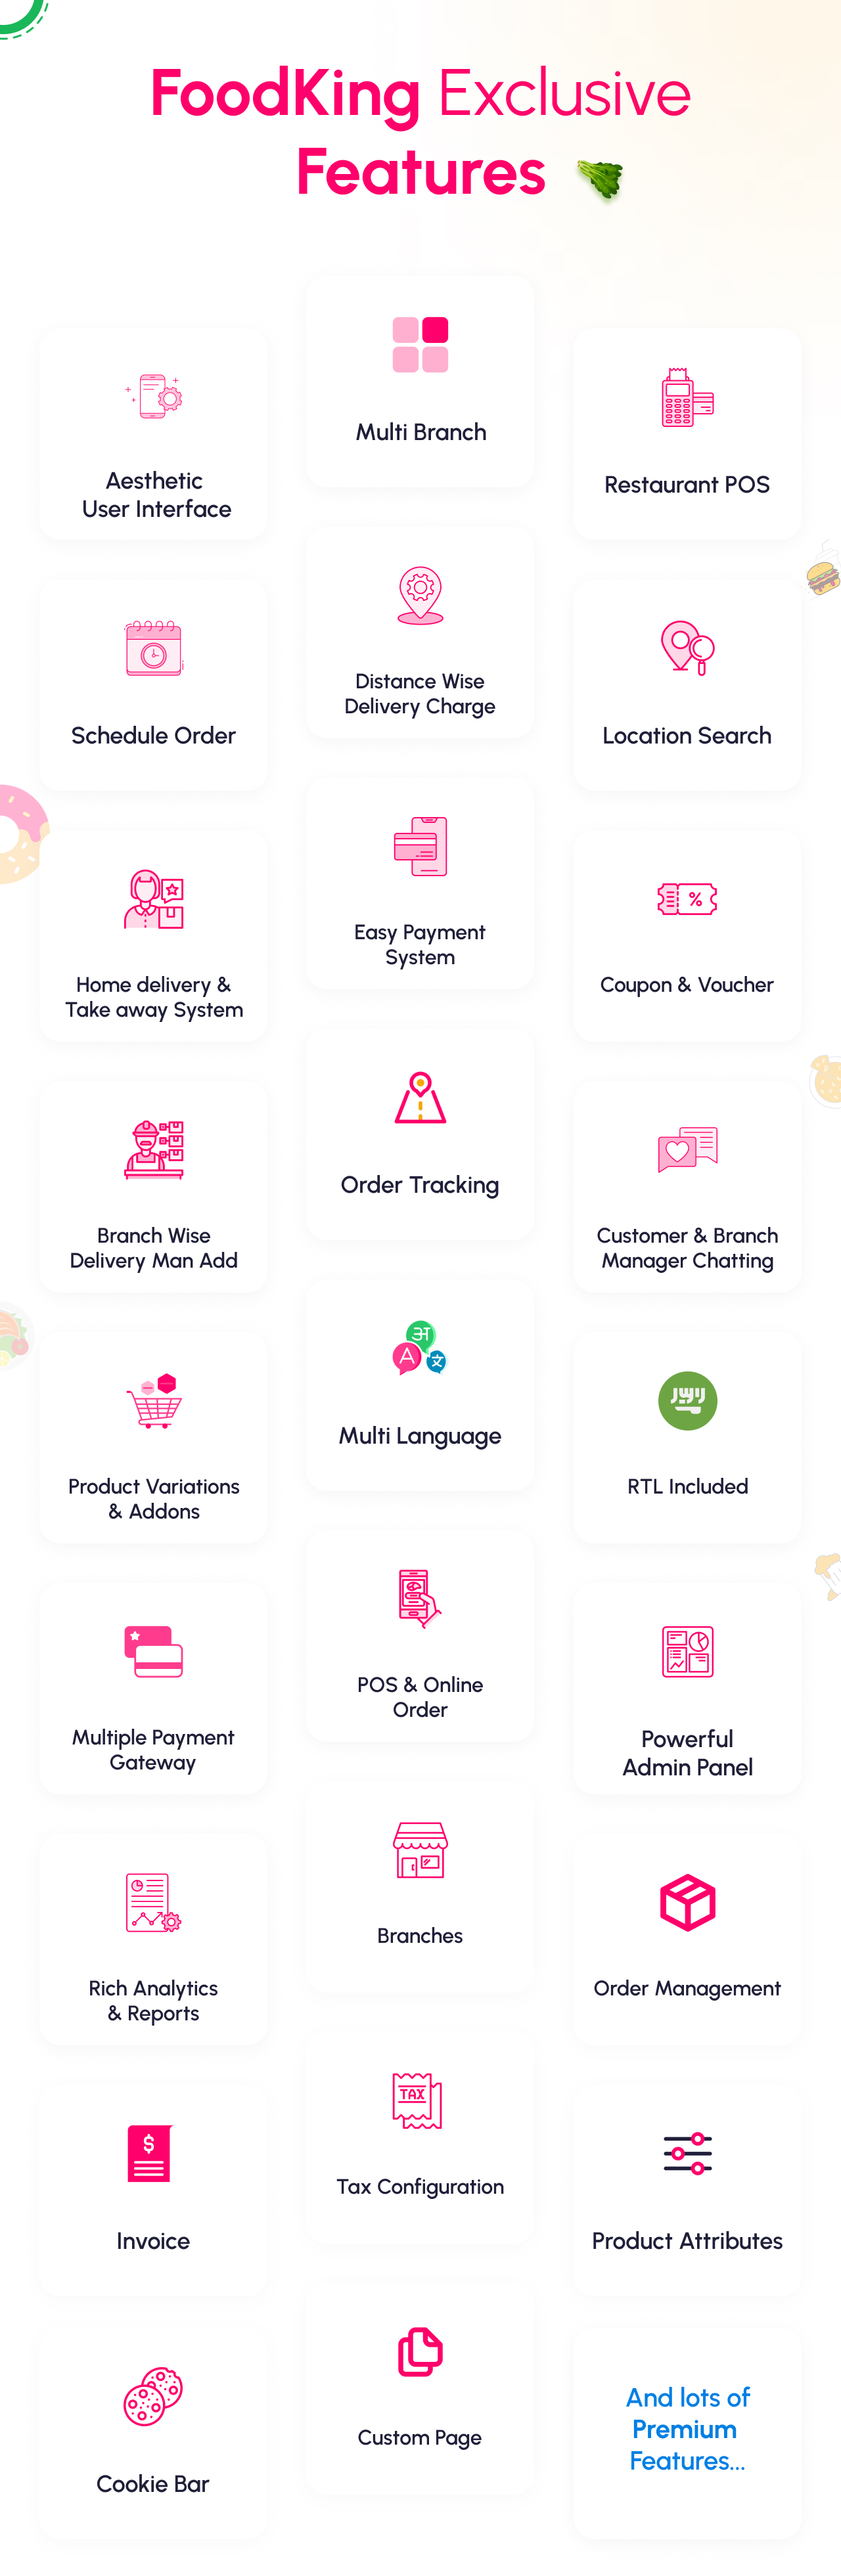 FoodKing Exclusive
Features
Multi Branch
Aesthetic
User Interface
Restaurant POS
Distance Wise
Delivery Charge
Schedule Order
Location Search
Easy Payment
System
Home delivery &
Take away System
Coupon & Voucher
Order Tracking
Branch Wise
Delivery Man Add
Customer & Branch
Manager Chatting
अ
A
文
Multi Language
Product Variations
& Addons
RTL Included
POS & Online
Order
Multiple Payment
Gateway
Powerful
Admin Panel
Branches
Rich Analytics
& Reports
Order Management
TAX
Tax Configuration
$
Invoice
Product Attributes
Custom Page
Cookie Bar
And lots of
Premium
Features...
%